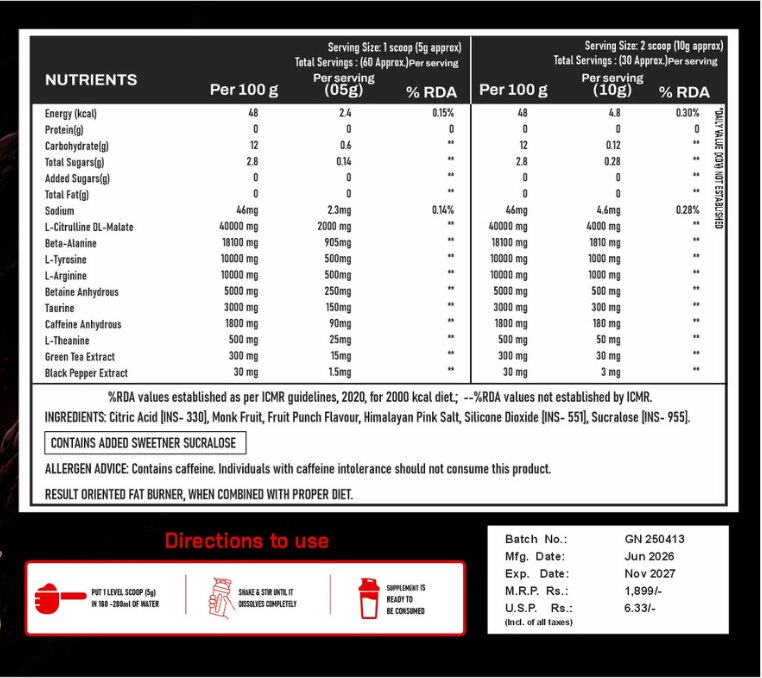 Serving Size: 1 scoop (5g approx)
Total Servings : (60 Approx.)Per serving
Serving Size: 2 scoop (10g approx)
Total Servings : (30 Approx.)Per serving
NUTRIENTS Per 100 g Per serving (05g) % RDA Per 100 g Per serving (10g) % RDA
Energy (kcal) 48 2.4 0.15% 48 4.8 0.30%
Protein(g) 0 0 0 0 0 0
Carbohydrate(g) 12 0.6 ** 12 0.12 **
Total Sugars(g) 2.8 0.14 ** 2.8 0.28 **
Added Sugars(g) 0 0 ** 0 0 **
Total Fat(g) 0 0 ** 0 0 **
Sodium 46mg 2.3mg 0.14% 46mg 4.6mg 0.28%
L-Citrulline DL-Malate 40000 mg 2000 mg ** 40000 mg 4000 mg **
Beta-Alanine 18100 mg 905mg ** 18100 mg 1810 mg **
L-Tyrosine 10000 mg 500mg ** 10000 mg 1000 mg **
L-Arginine 10000 mg 500mg ** 10000 mg 1000 mg **
Betaine Anhydrous 5000 mg 250mg ** 5000 mg 500 mg **
Taurine 3000 mg 150mg ** 3000 mg 300 mg **
Caffeine Anhydrous 1800 mg 90mg ** 1800 mg 180 mg **
L-Theanine 500 mg 25mg ** 500 mg 50 mg **
Green Tea Extract 300 mg 15mg ** 300 mg 30 mg **
Black Pepper Extract 30 mg 1.5mg ** 30 mg 3 mg **
NOT ESTABLISHED
%RDA values established as per ICMR guidelines, 2020, for 2000 kcal diet.; --%RDA values not established by ICMR.
INGREDIENTS: Citric Acid [INS- 330], Monk Fruit, Fruit Punch Flavour, Himalayan Pink Salt, Silicone Dioxide [INS- 551], Sucralose [INS- 955].
CONTAINS ADDED SWEETNER SUCRALOSE
ALLERGEN ADVICE: Contains caffeine. Individuals with caffeine intolerance should not consume this product.
RESULT ORIENTED FAT BURNER, WHEN COMBINED WITH PROPER DIET.
Directions to use
PUT 1 LEVEL SCOOP (5g)
IN 180 -200ml OF WATER
SHAKE & STIR UNTIL IT
DISSOLVES COMPLETELY
SUPPLEMENT IS
READY TO
BE CONSUMED
Batch No.: GN 250413
Mfg. Date: Jun 2026
Exp. Date: Nov 2027
M.R.P. Rs.: 1,899/-
U.S.P. Rs.: 6.33/-
(Incl. of all taxes)